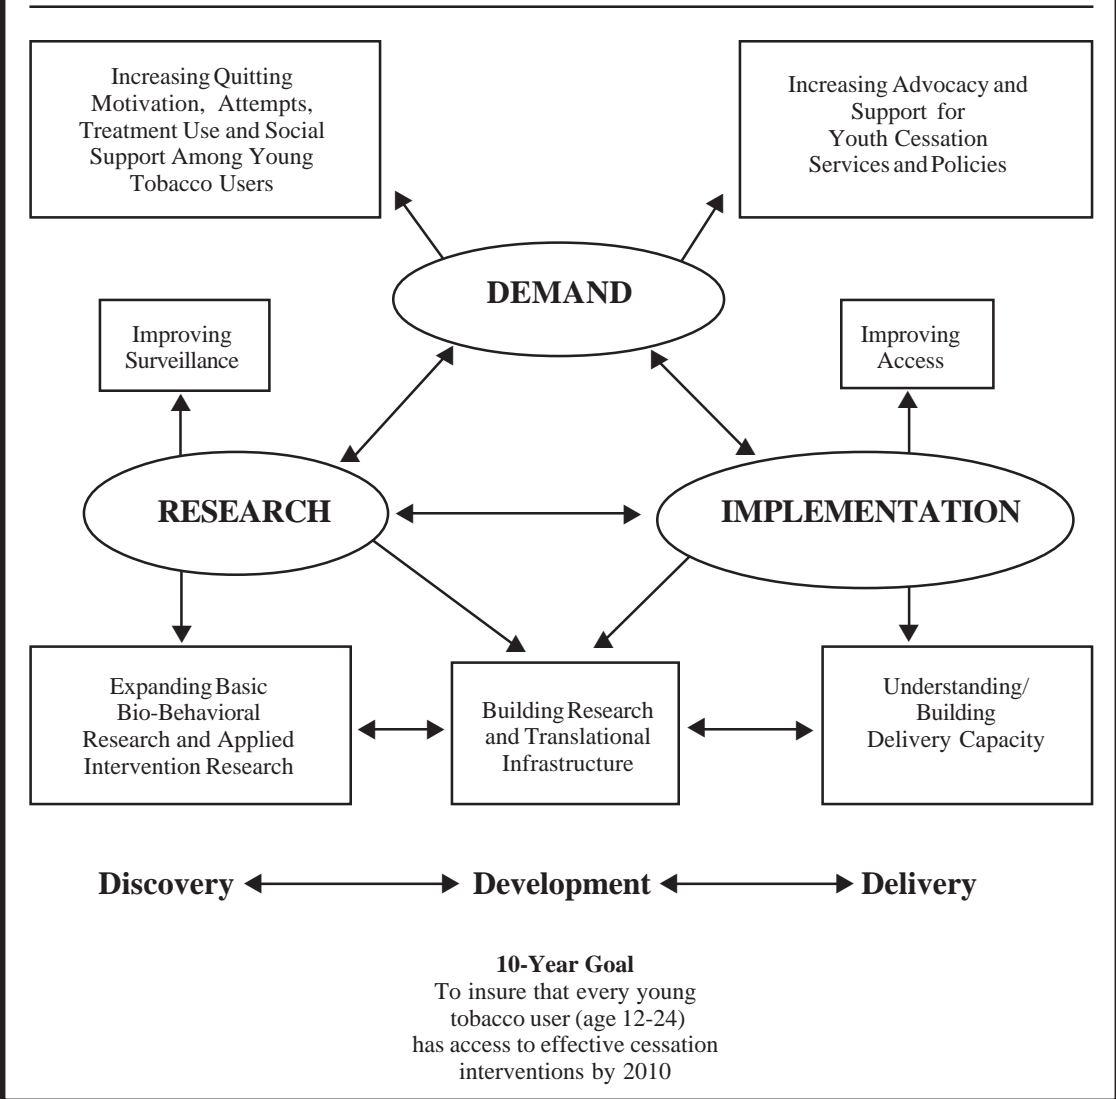 Increasing Quitting
Motivation, Attempts,
Treatment Use and Social
Support Among Young
Tobacco Users
Increasing Advocacy and
Support for
Youth Cessation
Services and Policies
DEMAND
Improving
Surveillance
Improving
Access
RESEARCH
IMPLEMENTATION
Expanding Basic
Bio-Behavioral
Research and Applied
Intervention Research
Building Research
and Translational
Infrastructure
Understanding/
Building
Delivery Capacity
Discovery
Development
Delivery
10-Year Goal
To insure that every young
tobacco user (age 12-24)
has access to effective cessation
interventions by 2010